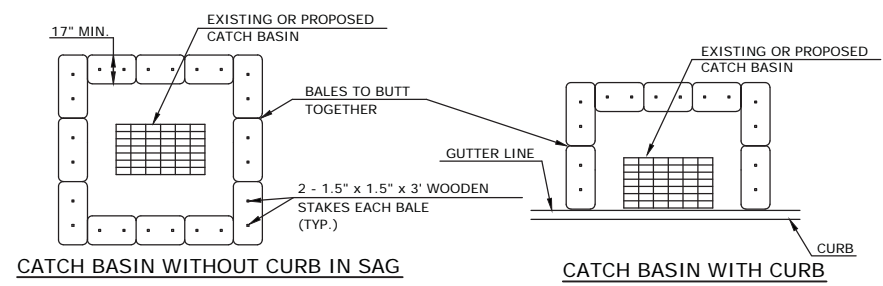 EXISTING OR PROPOSED
CATCH BASIN
17" MIN.
BALES TO BUTT
TOGETHER
2 - 1.5" x 1.5" x 3' WOODEN
STAKES EACH BALE
(TYP.)
CATCH BASIN WITHOUT CURB IN SAG
EXISTING OR PROPOSED
CATCH BASIN
GUTTER LINE
CURB
CATCH BASIN WITH CURB